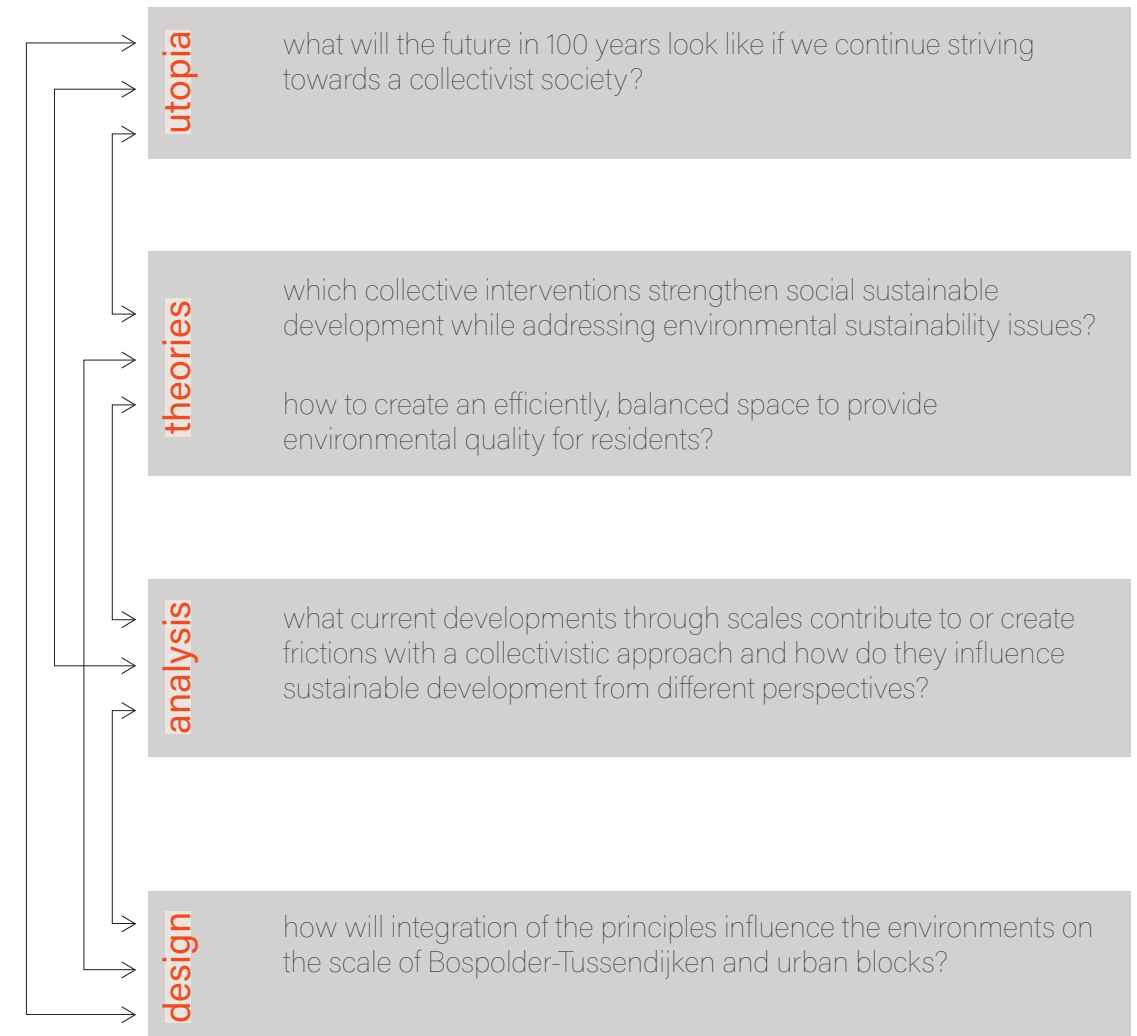 utopia
what will the future in 100 years look like if we continue striving
towards a collectivist society?
theories
which collective interventions strengthen social sustainable
development while addressing environmental sustainability issues?
how to create an efficiently, balanced space to provide
environmental quality for residents?
analysis
what current developments through scales contribute to or create
frictions with a collectivistic approach and how do they influence
sustainable development from different perspectives?
design
how will integration of the principles influence the environments on
the scale of Bospolder-Tussendijken and urban blocks?